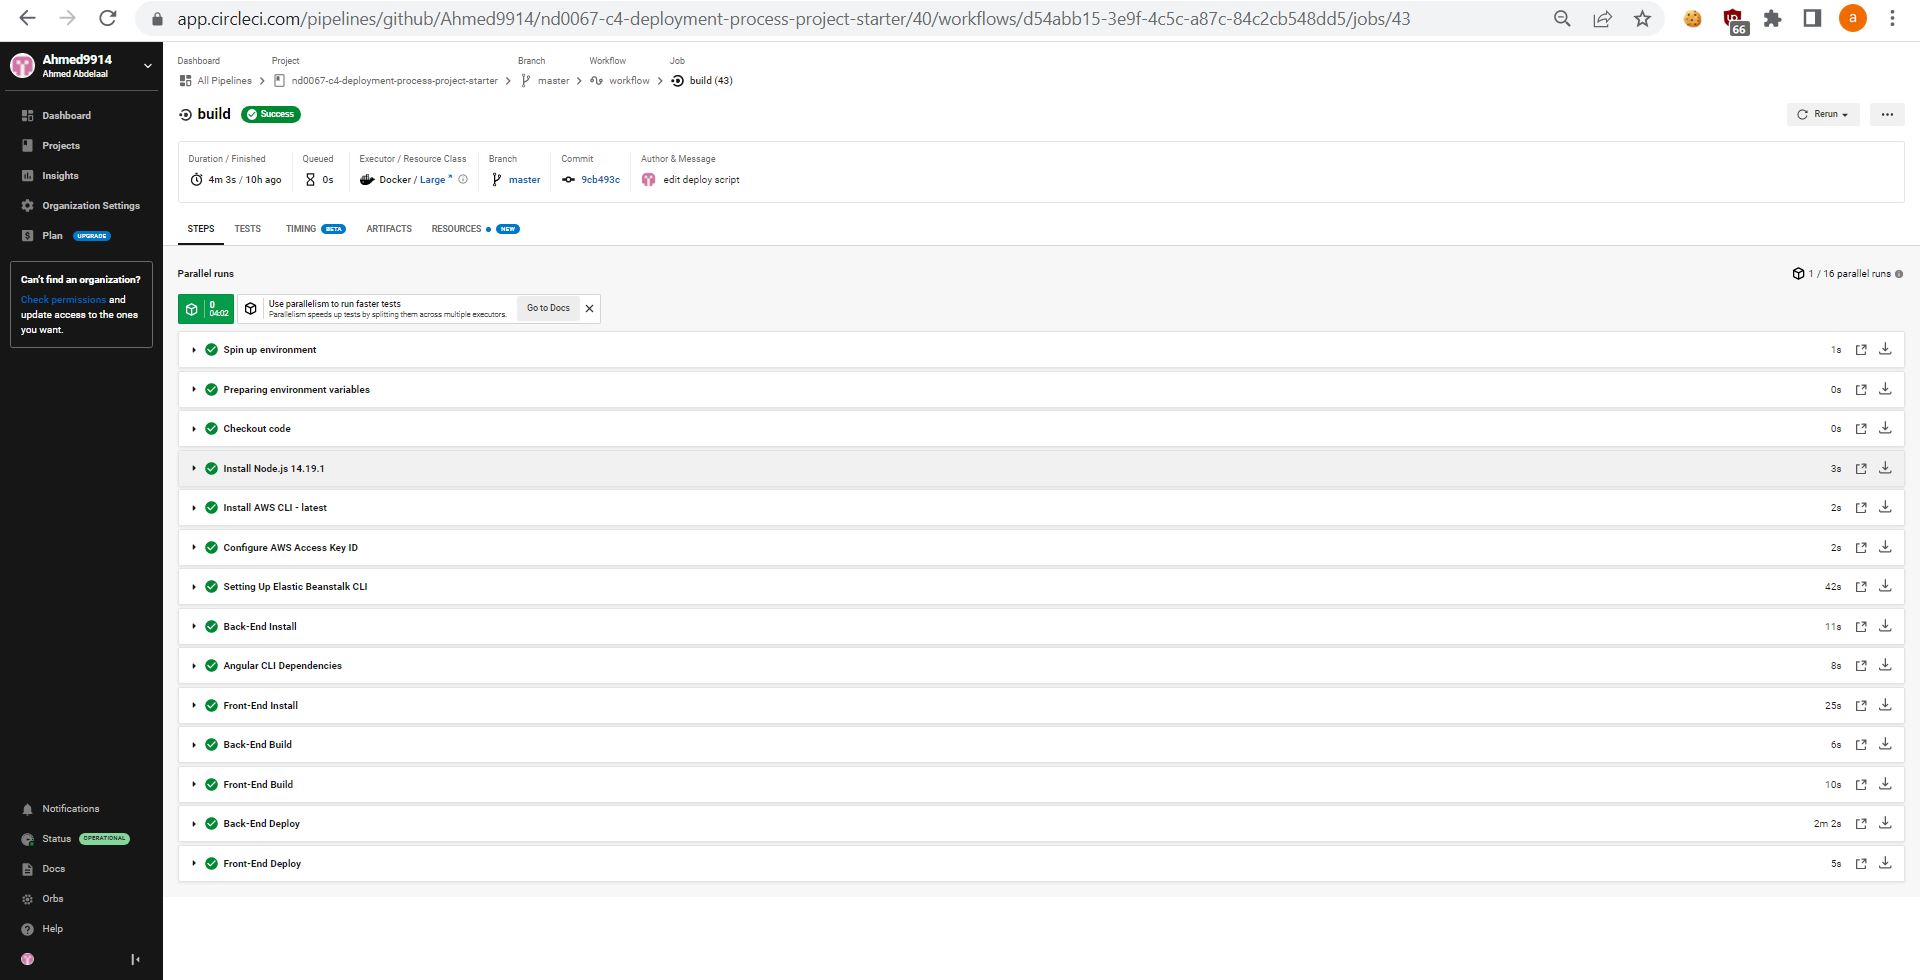 app.circleci.com/pipelines/github/Ahmed9914/nd0067-c4-deployment-process-project-starter/40/workflows/d54abb15-3e9f-4c5c-a87c-84c2cb548dd5/jobs/43
66
a
Ahmed9914
Ahmed Abdelaal
Dashboard
Projects
Insights
Organization Settings
Plan UPGRADE
Can't find an organization?
Check permissions and
update access to the ones
you want.
Notifications
Status OPERATIONAL
Docs
Orbs
Help
Dashboard Project Branch Workflow Job
All Pipelines nd0067-c4-deployment-process-project-starter master workflow build (43)
build Success
Rerun
Duration / Finished Queued Executor / Resource Class Branch Commit Author & Message
4m 3s / 10h ago 0s Docker / Large master 9cb493c edit deploy script
STEPS TESTS TIMING BETA ARTIFACTS RESOURCES NEW
Parallel runs 1 / 16 parallel runs
0
04:02
Use parallelism to run faster tests
Parallelism speeds up tests by splitting them across multiple executors.
Go to Docs
Spin up environment 1s
Preparing environment variables 0s
Checkout code 0s
Install Node.js 14.19.1 3s
Install AWS CLI - latest 2s
Configure AWS Access Key ID 2s
Setting Up Elastic Beanstalk CLI 42s
Back-End Install 11s
Angular CLI Dependencies 8s
Front-End Install 25s
Back-End Build 6s
Front-End Build 10s
Back-End Deploy 2m 2s
Front-End Deploy 5s